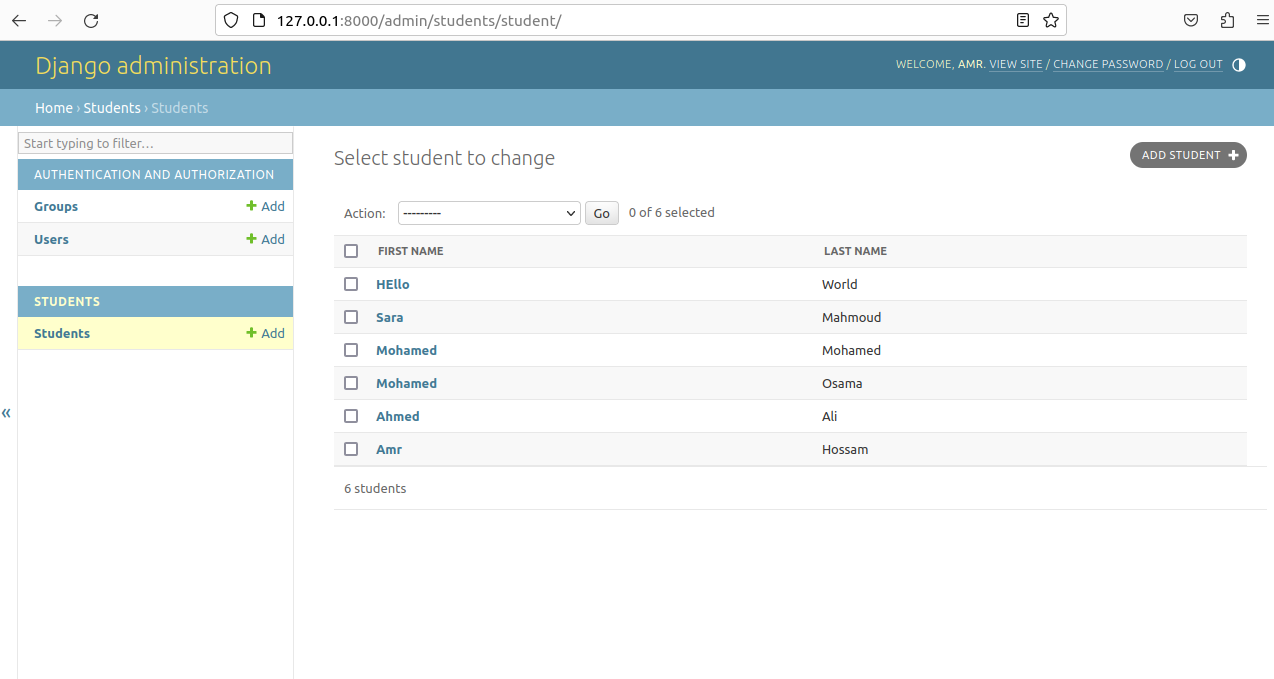 127.0.0.1:8000/admin/students/student/
Django administration
WELCOME, AMR. VIEW SITE / CHANGE PASSWORD / LOG OUT
Home › Students › Students
Start typing to filter…
AUTHENTICATION AND AUTHORIZATION
Groups Add
Users Add
STUDENTS
Students Add
«
Select student to change
ADD STUDENT
Action: --------- Go 0 of 6 selected
FIRST NAME LAST NAME
HEllo World
Sara Mahmoud
Mohamed Mohamed
Mohamed Osama
Ahmed Ali
Amr Hossam
6 students